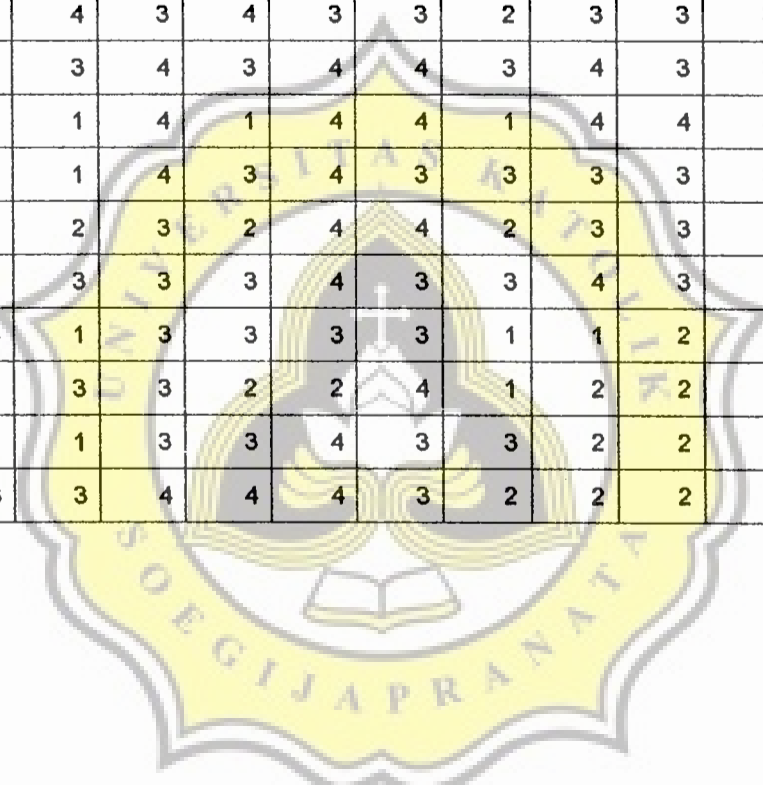 4 3 4 3 3 2 3 3
3 4 3 4 4 3 4 3
1 4 1 4 4 1 4 4
1 4 3 4 3 3 3 3
2 3 2 4 4 2 3 3
3 3 3 4 3 3 4 3
1 3 3 3 3 1 1 2
3 3 2 2 4 1 2 2
1 3 3 4 3 3 2 2
3 4 4 4 3 2 2 2
UNIVERSITAS KATOLIK
SOEGIJAPRANATA